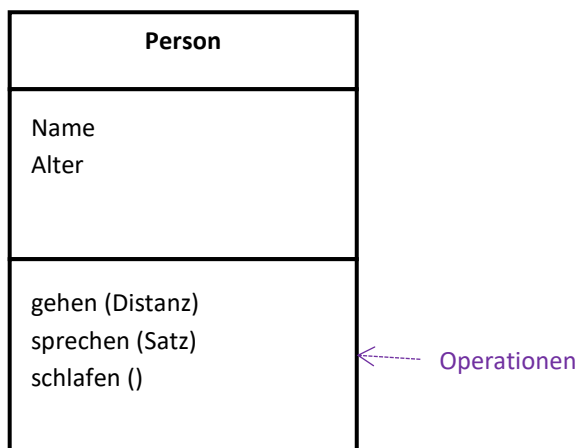 Person
Name
Alter
gehen (Distanz)
sprechen (Satz)
schlafen ()
Operationen